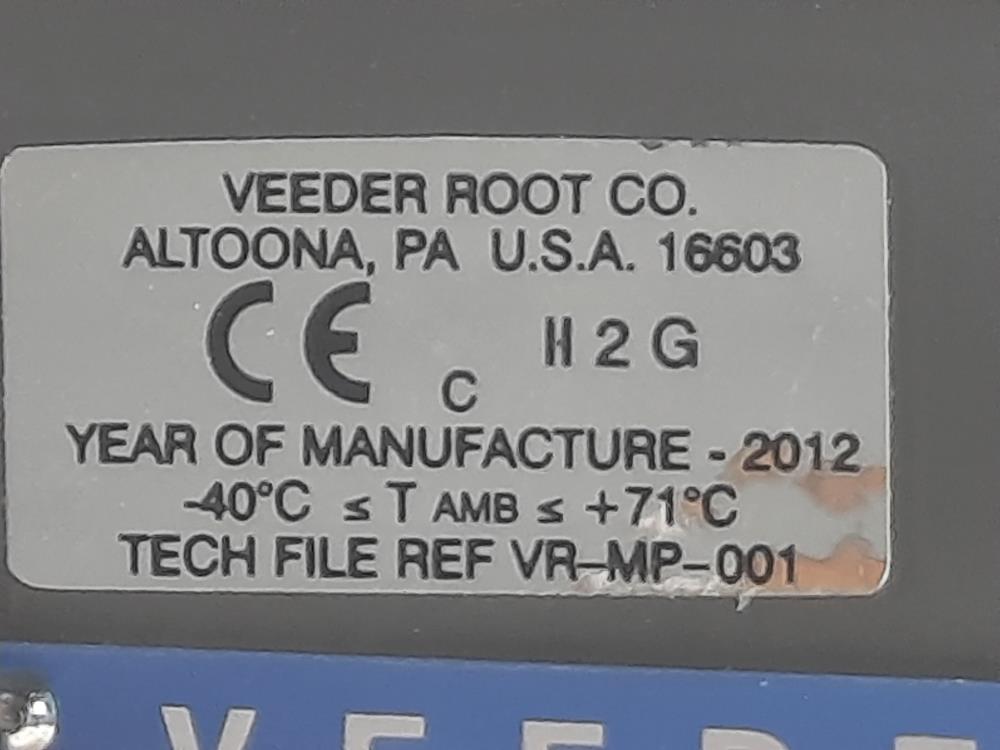 VEEDER ROOT CO.
ALTOONA, PA U.S.A. 16603
CE C II 2 G
YEAR OF MANUFACTURE - 2012
-40°C ≤ T AMB ≤ +71°C
TECH FILE REF VR-MP-001